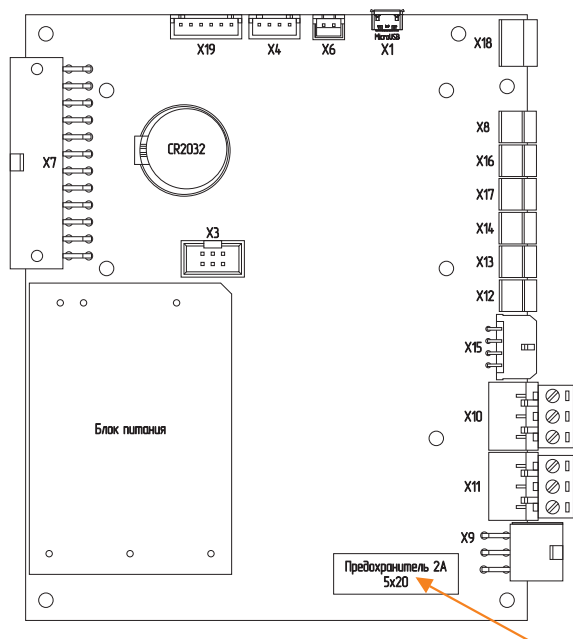 X19
X4
X6
X1
MicroUSB
X18
X7
CR2032
X8
X16
X17
X14
X3
X13
X12
X15
X10
Блок питания
X11
X9
Предохранитель 2А
5x20